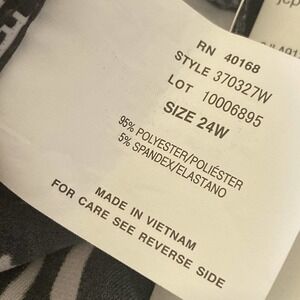 RN 40168
STYLE 370327W
LOT 10006895
SIZE 24W
95% POLYESTER/POLIÉSTER
5% SPANDEX/ELASTANO
MADE IN VIETNAM
FOR CARE SEE REVERSE SIDE